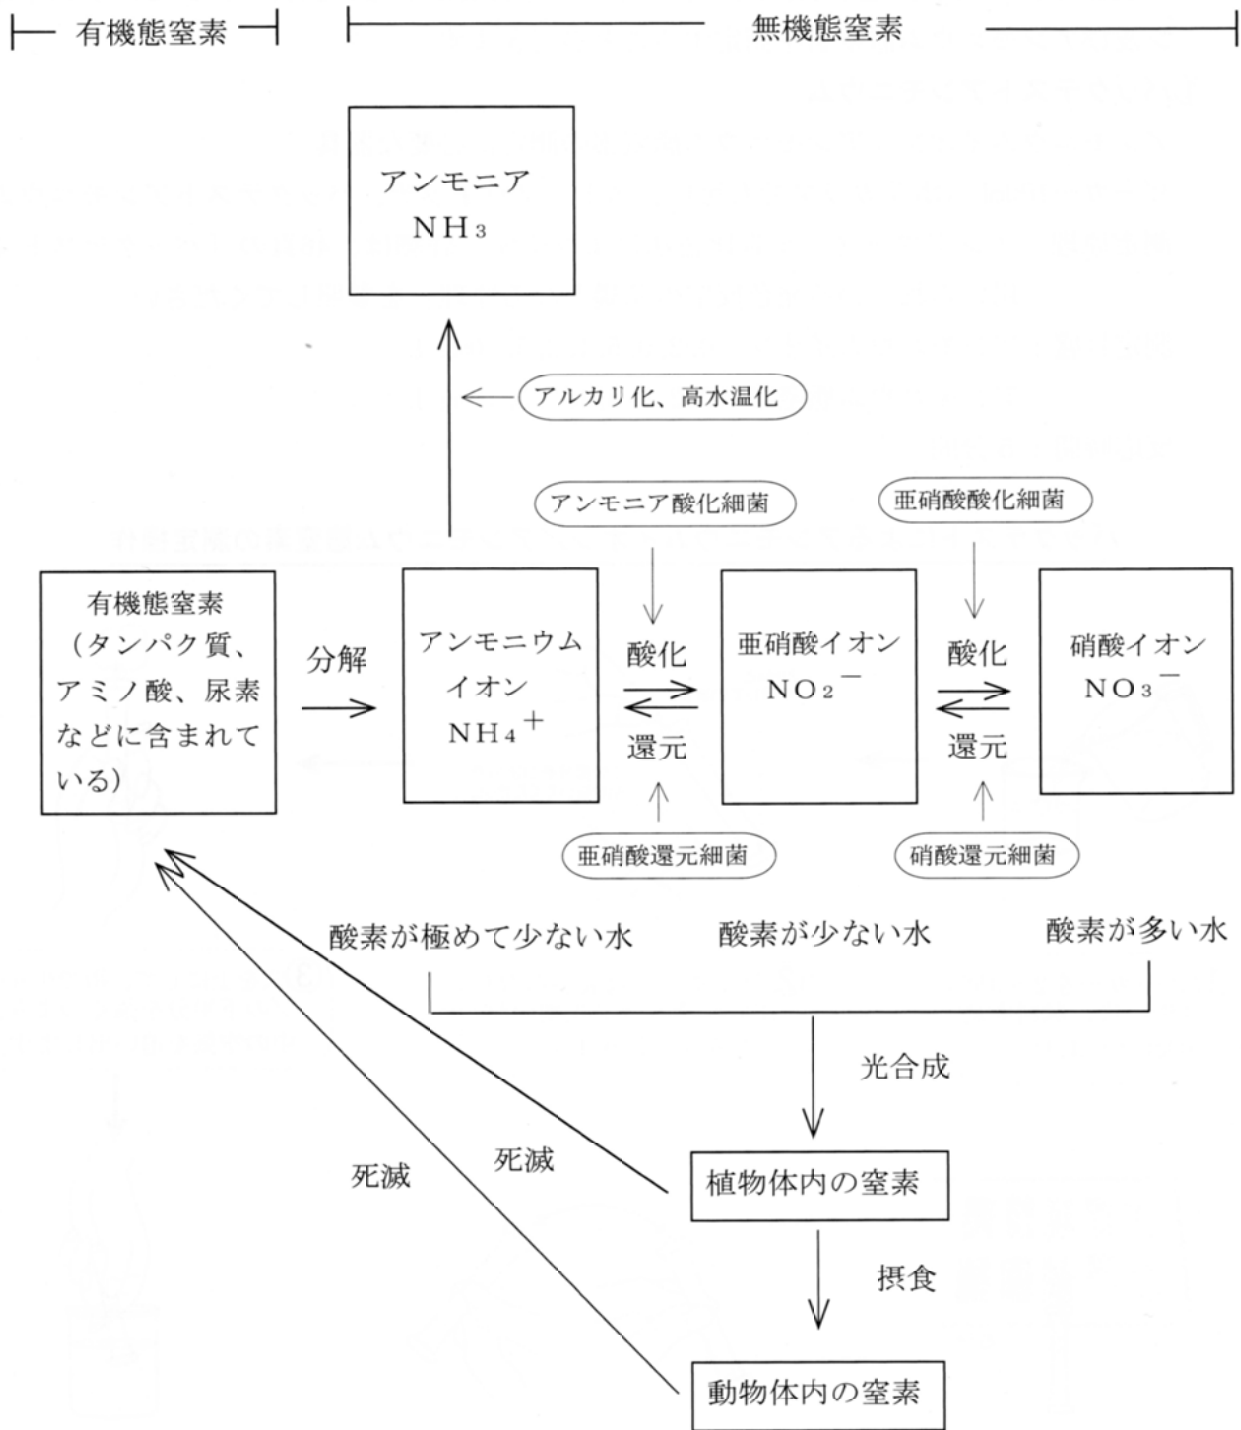 有機態窒素
無機態窒素
アンモニア
NH₃
アルカリ化、高水温化
アンモニア酸化細菌
亜硝酸酸化細菌
有機態窒素
(タンパク質、
アミノ酸、尿素
などに含まれて
いる)
分解
アンモニウム
イオン
NH₄⁺
酸化
還元
亜硝酸イオン
NO₂⁻
酸化
還元
硝酸イオン
NO₃⁻
亜硝酸還元細菌
硝酸還元細菌
酸素が極めて少ない水
酸素が少ない水
酸素が多い水
光合成
死滅
死滅
植物体内の窒素
摂食
動物体内の窒素